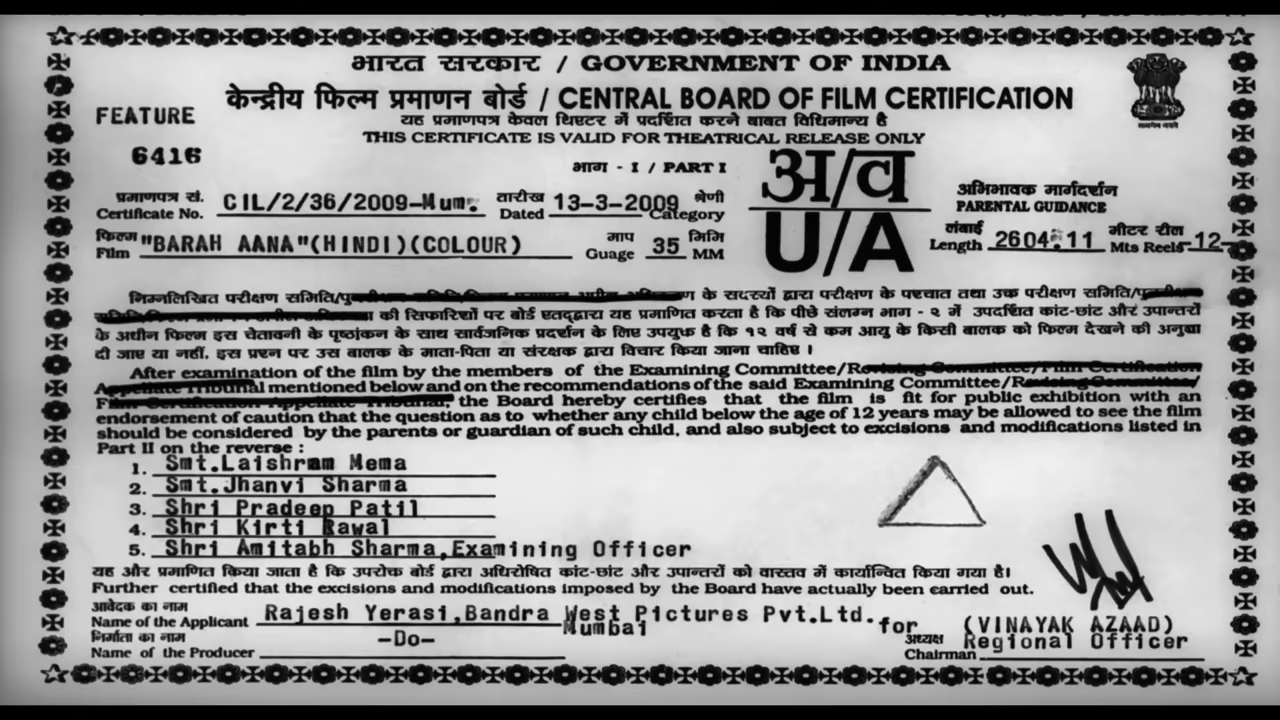 भारत सरकार / GOVERNMENT OF INDIA
केन्द्रीय फिल्म प्रमाणन बोर्ड / CENTRAL BOARD OF FILM CERTIFICATION
FEATURE
यह प्रमाणपत्र केवल थिएटर में प्रदर्शित करने बाबत विधिमान्य है
THIS CERTIFICATE IS VALID FOR THEATRICAL RELEASE ONLY
6416
भाग - I / PART I
अ/व
U/A
प्रमाणपत्र सं. CIL/2/36/2009-Mum. तारीख 13-3-2009 श्रेणी
Certificate No. Dated Category
अभिभावक मार्गदर्शन
PARENTAL GUIDANCE
फिल्म "BARAH AANA"(HINDI)(COLOUR) माप 35 मिमि
Film Guage MM
लंबाई 2604.11 मीटर रील 12
Length Mts Reels
निम्नलिखित परीक्षण समिति/ के सदस्यों द्वारा परीक्षण के पश्चात तथा उक्त परीक्षण समिति/
की सिफारिशों पर बोर्ड एतद्द्वारा यह प्रमाणित करता है कि पीछे संलग्न भाग - २ में उपदर्शित कांट-छांट और उपांतरों
के अधीन फिल्म इस चेतावनी के पृष्ठांकन के साथ सार्वजनिक प्रदर्शन के लिए उपयुक्त है कि १२ वर्ष से कम आयु के किसी बालक को फिल्म देखने की अनुज्ञा
दी जाए या नहीं, इस प्रश्न पर उस बालक के माता-पिता या संरक्षक द्वारा विचार किया जाना चाहिए ।
After examination of the film by the members of the Examining Committee/Revising Committee/Film Certification
Appellate Tribunal mentioned below and on the recommendations of the said Examining Committee/Revising Committee/
Film Certification Appellate Tribunal, the Board hereby certifies that the film is fit for public exhibition with an
endorsement of caution that the question as to whether any child below the age of 12 years may be allowed to see the film
should be considered by the parents or guardian of such child, and also subject to excisions and modifications listed in
Part II on the reverse :
1. Smt.Laishram Mema
2. Smt.Jhanvi Sharma
3. Shri Pradeep Patil
4. Shri Kirti Rawal
5. Shri Amitabh Sharma,Examining Officer
यह और प्रमाणित किया जाता है कि उपरोक्त बोर्ड द्वारा अधिरोपित कांट-छांट और उपान्तरों को वास्तव में कार्यान्वित किया गया है।
Further certified that the excisions and modifications imposed by the Board have actually been carried out.
आवेदक का नाम
Name of the Applicant Rajesh Yerasi,Bandra West Pictures Pvt.Ltd.
Mumbai
निर्माता का नाम
Name of the Producer -Do-
for (VINAYAK AZAAD)
अध्यक्ष Regional Officer
Chairman